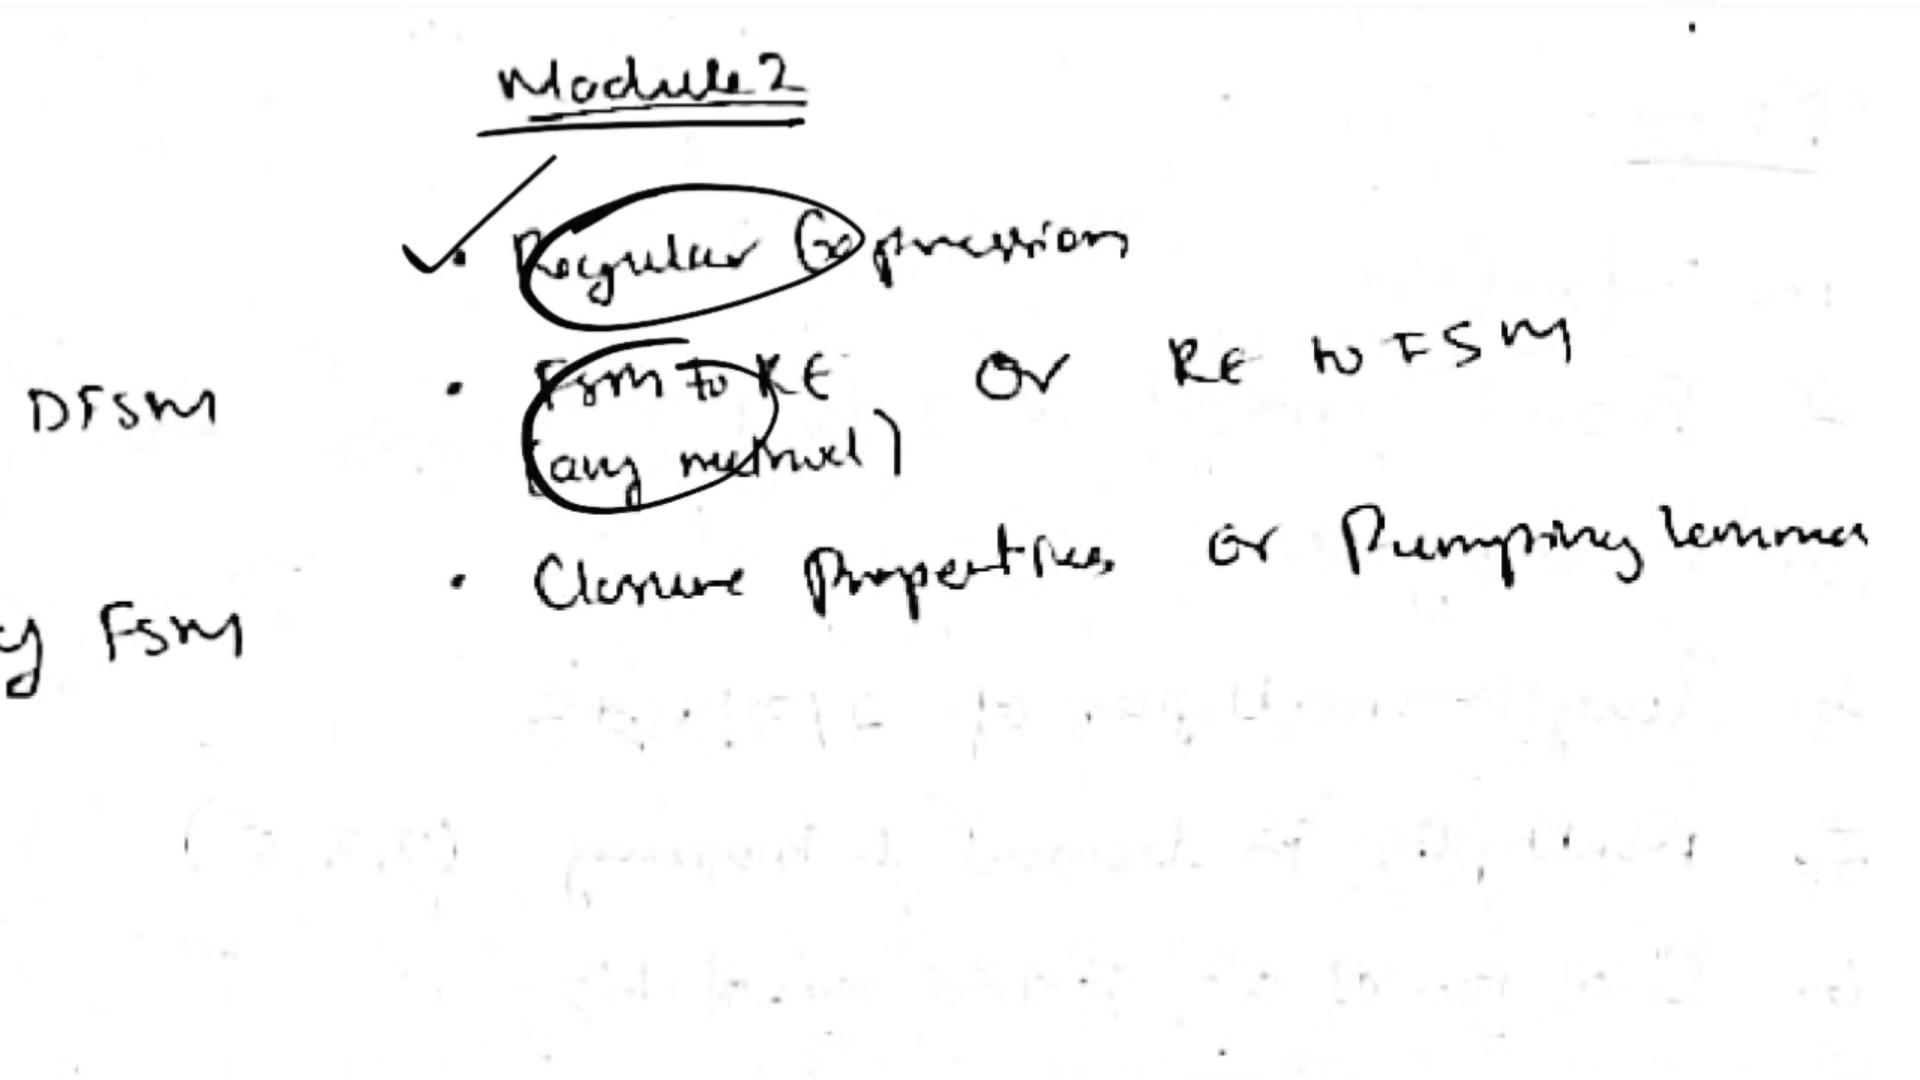 Module 2
• Regular Expressions
DFSM
• FSM to RE or RE to FSM
(any method)
• Closure Properties or Pumping lemma
FSM